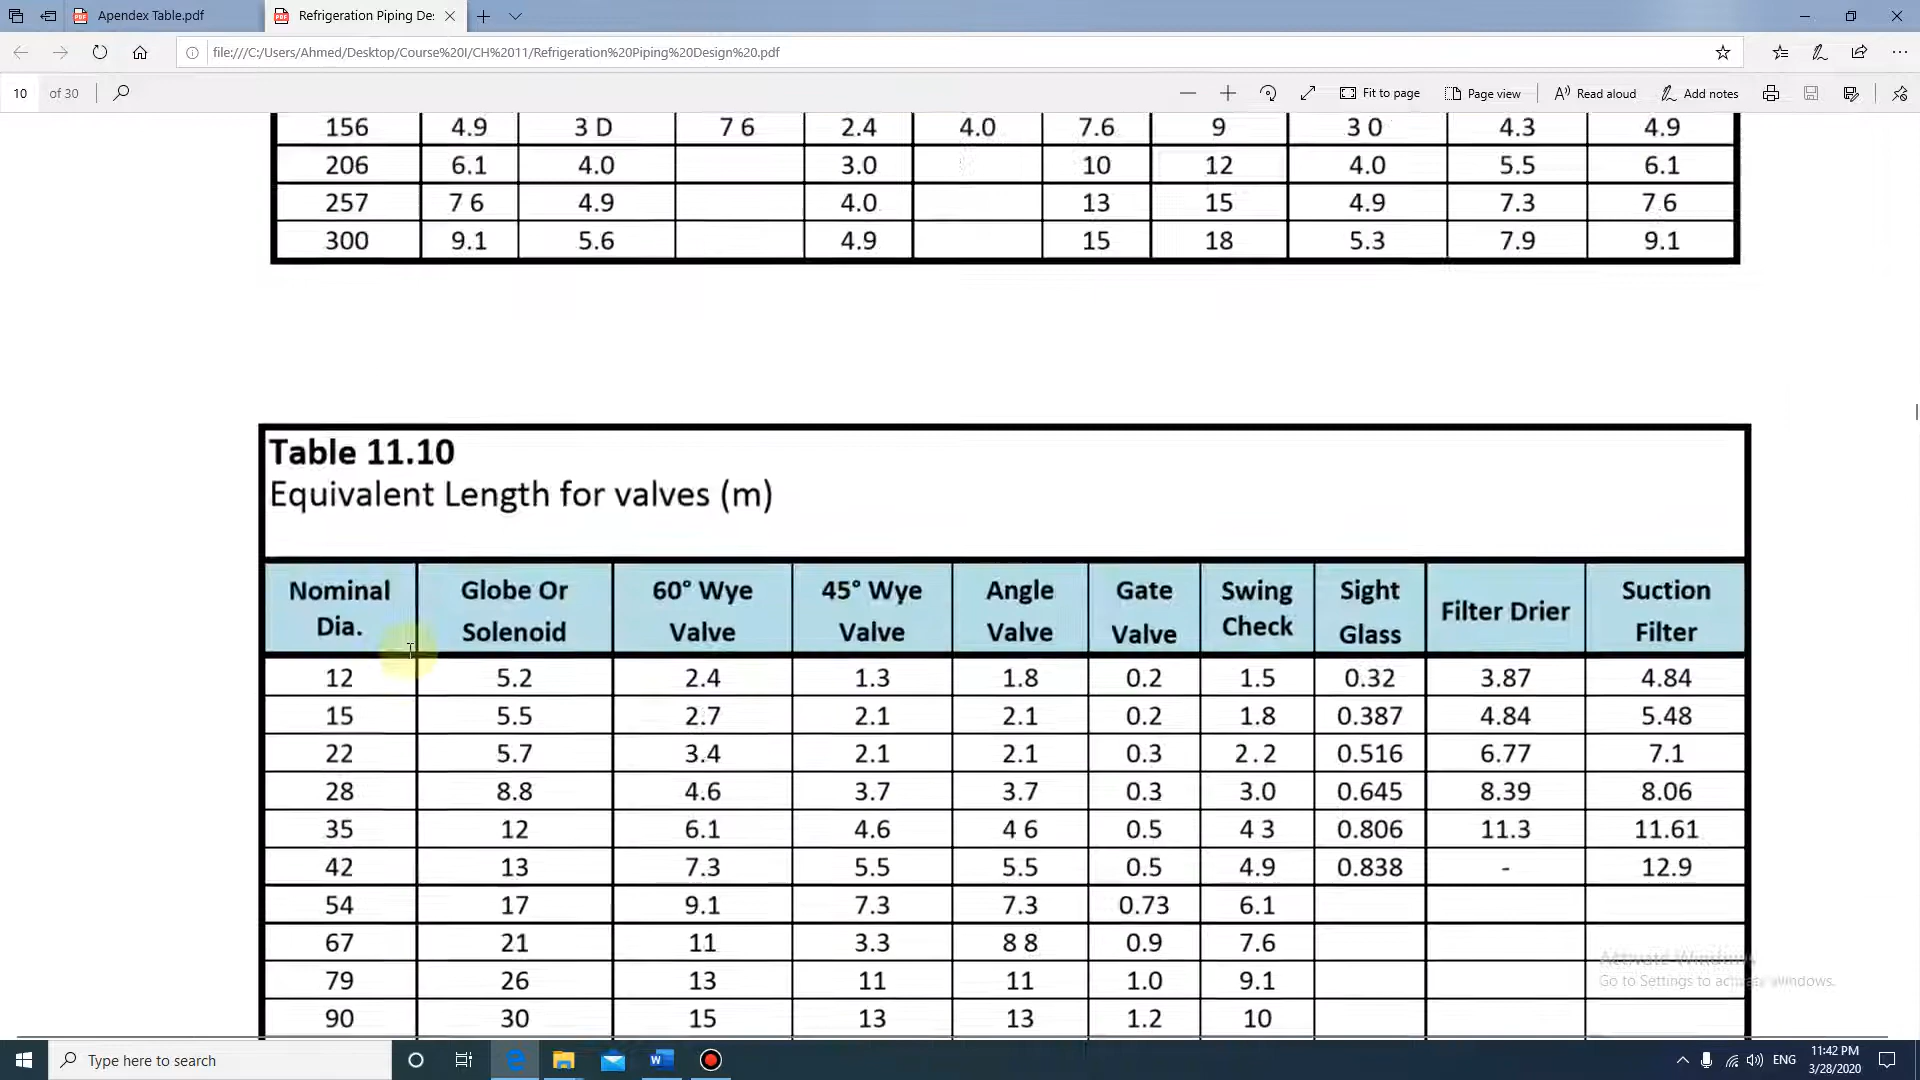 Apendex Table.pdf
Refrigeration Piping De:
file:///C:/Users/Ahmed/Desktop/Course%20I/CH%2011/Refrigeration%20Piping%20Design%20.pdf
10 of 30 Fit to page Page view Read aloud Add notes
156 4.9 3 D 7 6 2.4 4.0 7.6 9 3 0 4.3 4.9
206 6.1 4.0 3.0 10 12 4.0 5.5 6.1
257 7 6 4.9 4.0 13 15 4.9 7.3 7.6
300 9.1 5.6 4.9 15 18 5.3 7.9 9.1
Table 11.10
Equivalent Length for valves (m)
Nominal Dia. Globe Or Solenoid 60° Wye Valve 45° Wye Valve Angle Valve Gate Valve Swing Check Sight Glass Filter Drier Suction Filter
12 5.2 2.4 1.3 1.8 0.2 1.5 0.32 3.87 4.84
15 5.5 2.7 2.1 2.1 0.2 1.8 0.387 4.84 5.48
22 5.7 3.4 2.1 2.1 0.3 2.2 0.516 6.77 7.1
28 8.8 4.6 3.7 3.7 0.3 3.0 0.645 8.39 8.06
35 12 6.1 4.6 4 6 0.5 4 3 0.806 11.3 11.61
42 13 7.3 5.5 5.5 0.5 4.9 0.838 - 12.9
54 17 9.1 7.3 7.3 0.73 6.1
67 21 11 3.3 8 8 0.9 7.6
79 26 13 11 11 1.0 9.1
90 30 15 13 13 1.2 10
Activate Windows
Go to Settings to activate Windows.
Type here to search
ENG
11:42 PM
3/28/2020